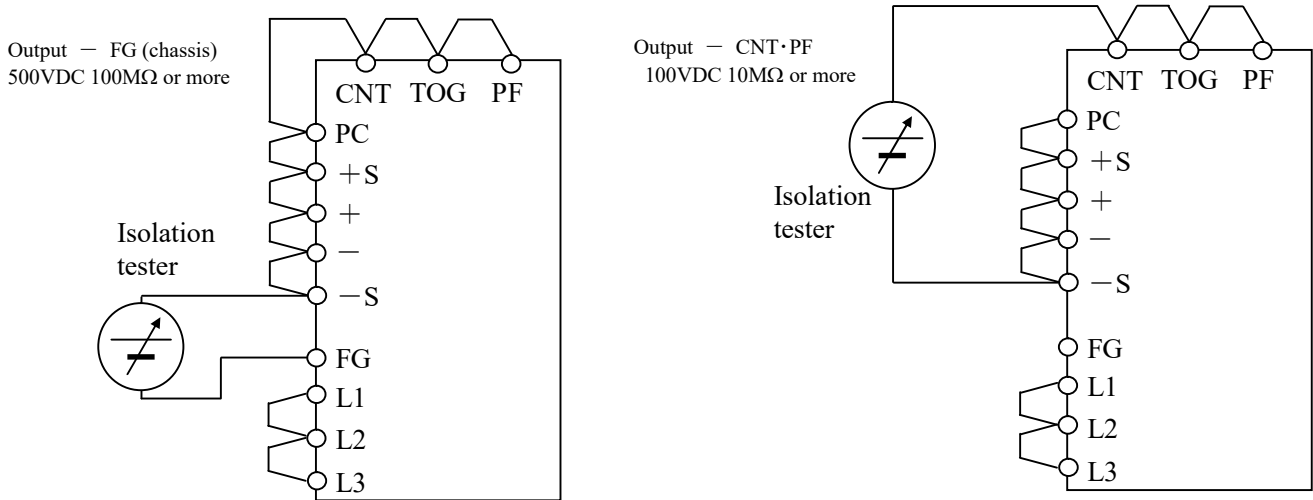 Output － FG (chassis)
500VDC 100MΩ or more
CNT TOG PF
PC
＋S
＋
－
－S
Isolation
tester
FG
L1
L2
L3
Output － CNT･PF
100VDC 10MΩ or more
CNT TOG PF
PC
＋S
＋
－
－S
Isolation
tester
FG
L1
L2
L3